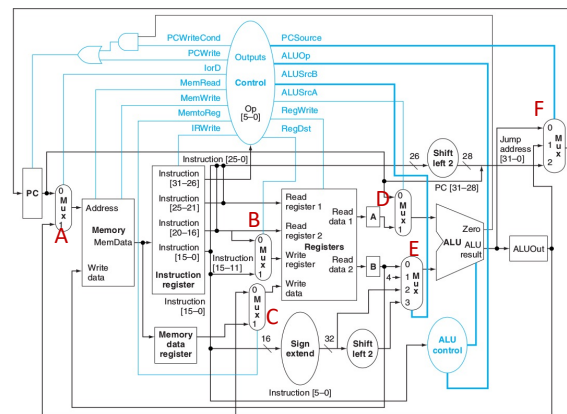 PCWriteCond
PCWrite
IorD
MemRead
MemWrite
MemtoReg
IRWrite
Outputs
Control
Op
[5–0]
PCSource
ALUOp
ALUSrcB
ALUSrcA
RegWrite
RegDst
F
Instruction [25-0]
26
Shift
left 2
28
Jump
address
[31–0]
0
1
2
Mux
PC [31–28]
PC
0
Mux
1
A
Address
Memory
MemData
Write
data
Instruction
[31–26]
Instruction
[25–21]
Instruction
[20–16]
Instruction
[15–0]
Instruction
register
Instruction
[15–0]
Memory
data
register
B
0
Mux
1
Instruction
[15–11]
C
0
Mux
1
Read
register 1
Read
register 2
Registers
Write
register
Write
data
Read
data 1
Read
data 2
A
B
D
0
Mux
1
E
4
0
1
2
3
Mux
Zero
ALU
ALU
result
ALUOut
16
Sign
extend
32
Shift
left 2
ALU
control
Instruction [5–0]